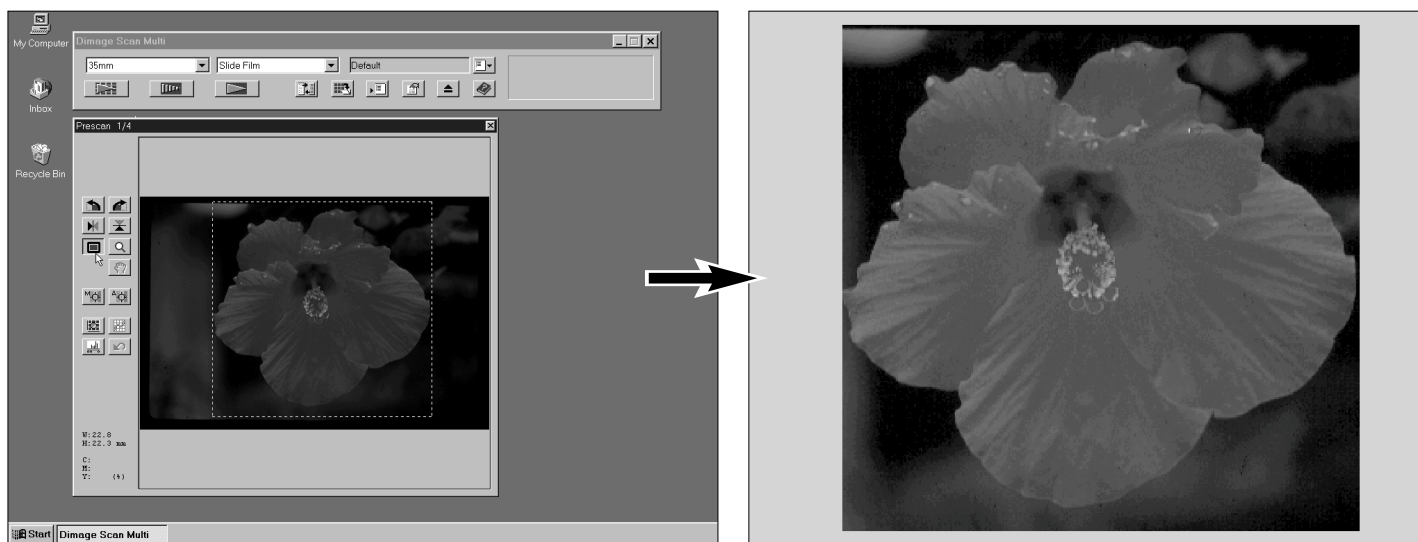 My Computer
Dimage Scan Multi
35mm
Slide Film
Default
Inbox
Prescan 1/4
Recycle Bin
M
A
W:22.8
H:22.3 mm
C:
M:
Y: (%)
Start
Dimage Scan Multi